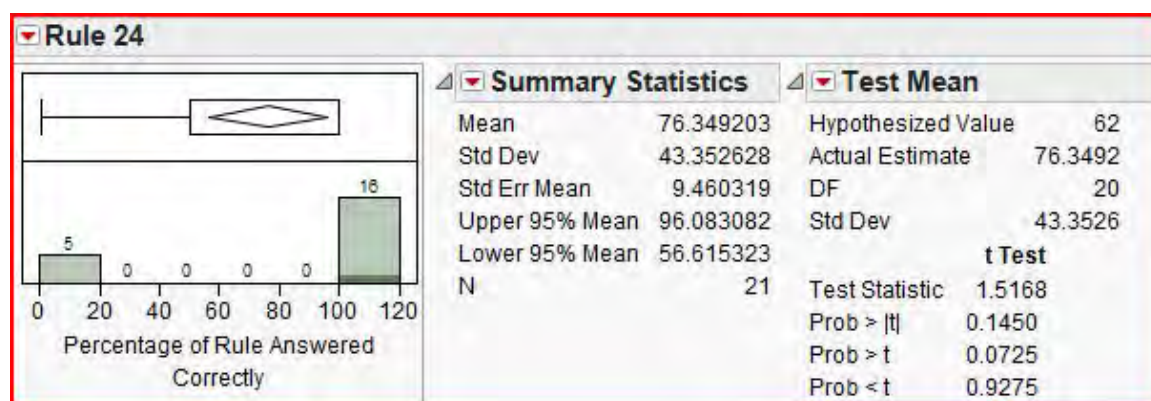 Rule 24
5 0 0 0 0 16
0 20 40 60 80 100 120
Percentage of Rule Answered
Correctly
Summary Statistics
Mean 76.349203
Std Dev 43.352628
Std Err Mean 9.460319
Upper 95% Mean 96.083082
Lower 95% Mean 56.615323
N 21
Test Mean
Hypothesized Value 62
Actual Estimate 76.3492
DF 20
Std Dev 43.3526
t Test
Test Statistic 1.5168
Prob > |t| 0.1450
Prob > t 0.0725
Prob < t 0.9275